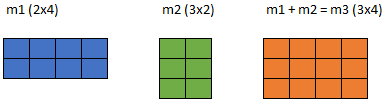 m1 (2x4)
m2 (3x2)
m1 + m2 = m3 (3x4)